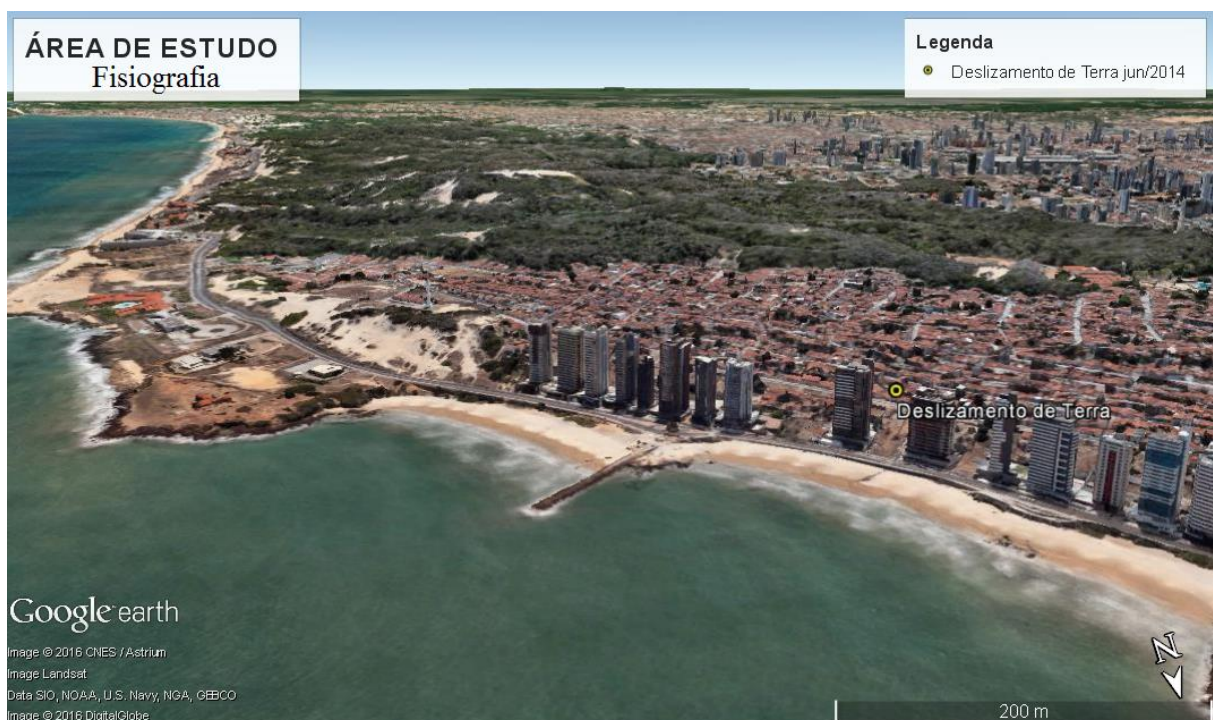 ÁREA DE ESTUDO
Fisiografia
Legenda
Deslizamento de Terra jun/2014
Deslizamento de Terra
Google earth
Image © 2016 CNES / Astrium
Image Landsat
Data SIO, NOAA, U.S. Navy, NGA, GEBCO
Image © 2016 DigitalGlobe
N
200 m